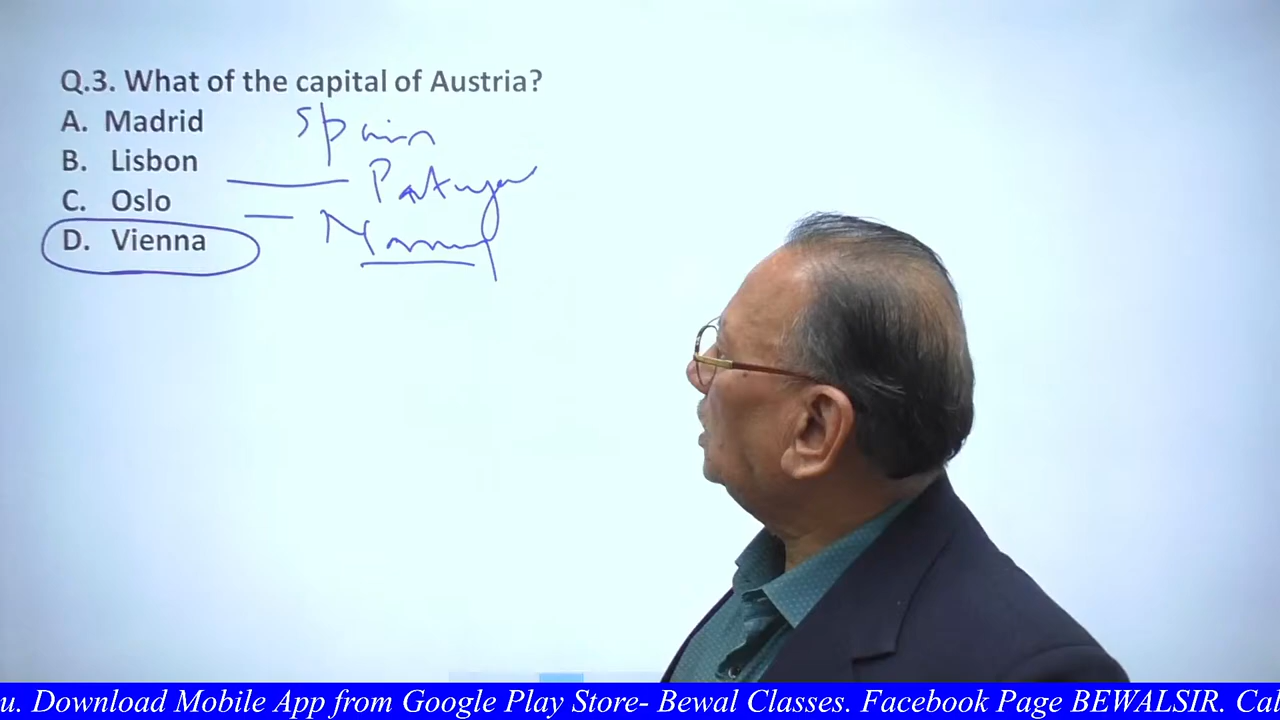 Q.3. What of the capital of Austria?
A. Madrid
Spain
B. Lisbon
C. Oslo
D. Vienna
u. Download Mobile App from Google Play Store- Bewal Classes. Facebook Page BEWALSIR. Cal